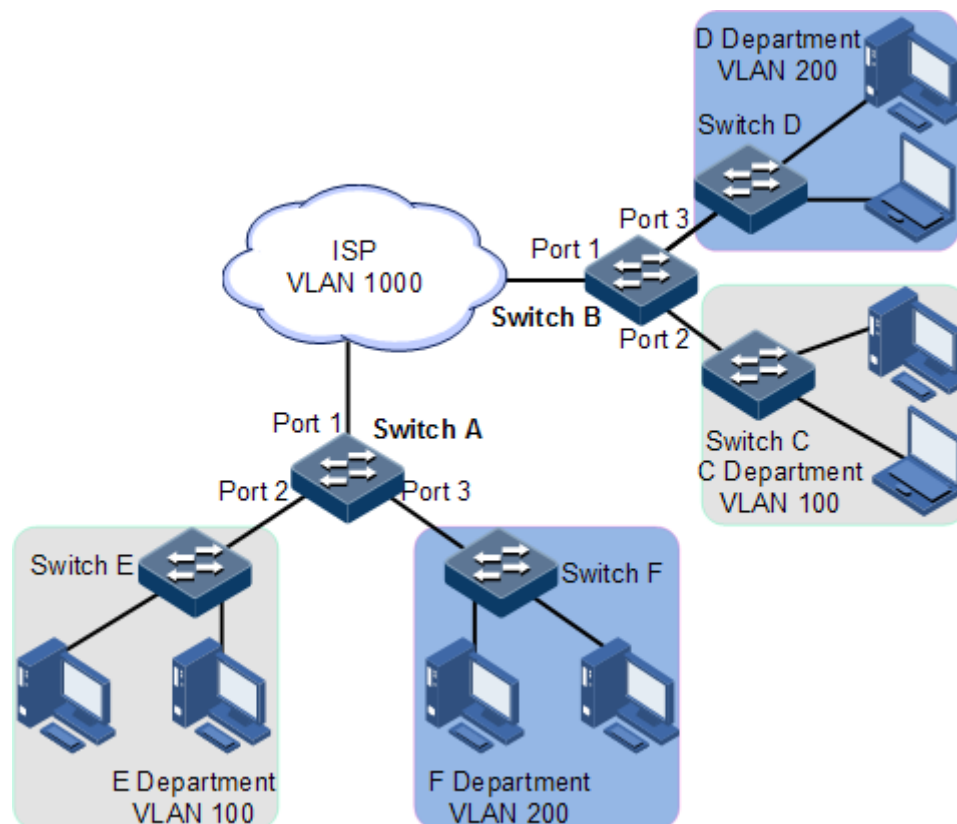 D Department
VLAN 200
Switch D
Port 3
Port 1
ISP
VLAN 1000
Switch B
Port 2
Switch C
C Department
VLAN 100
Port 1
Switch A
Port 2
Port 3
Switch E
Switch F
E Department
VLAN 100
F Department
VLAN 200